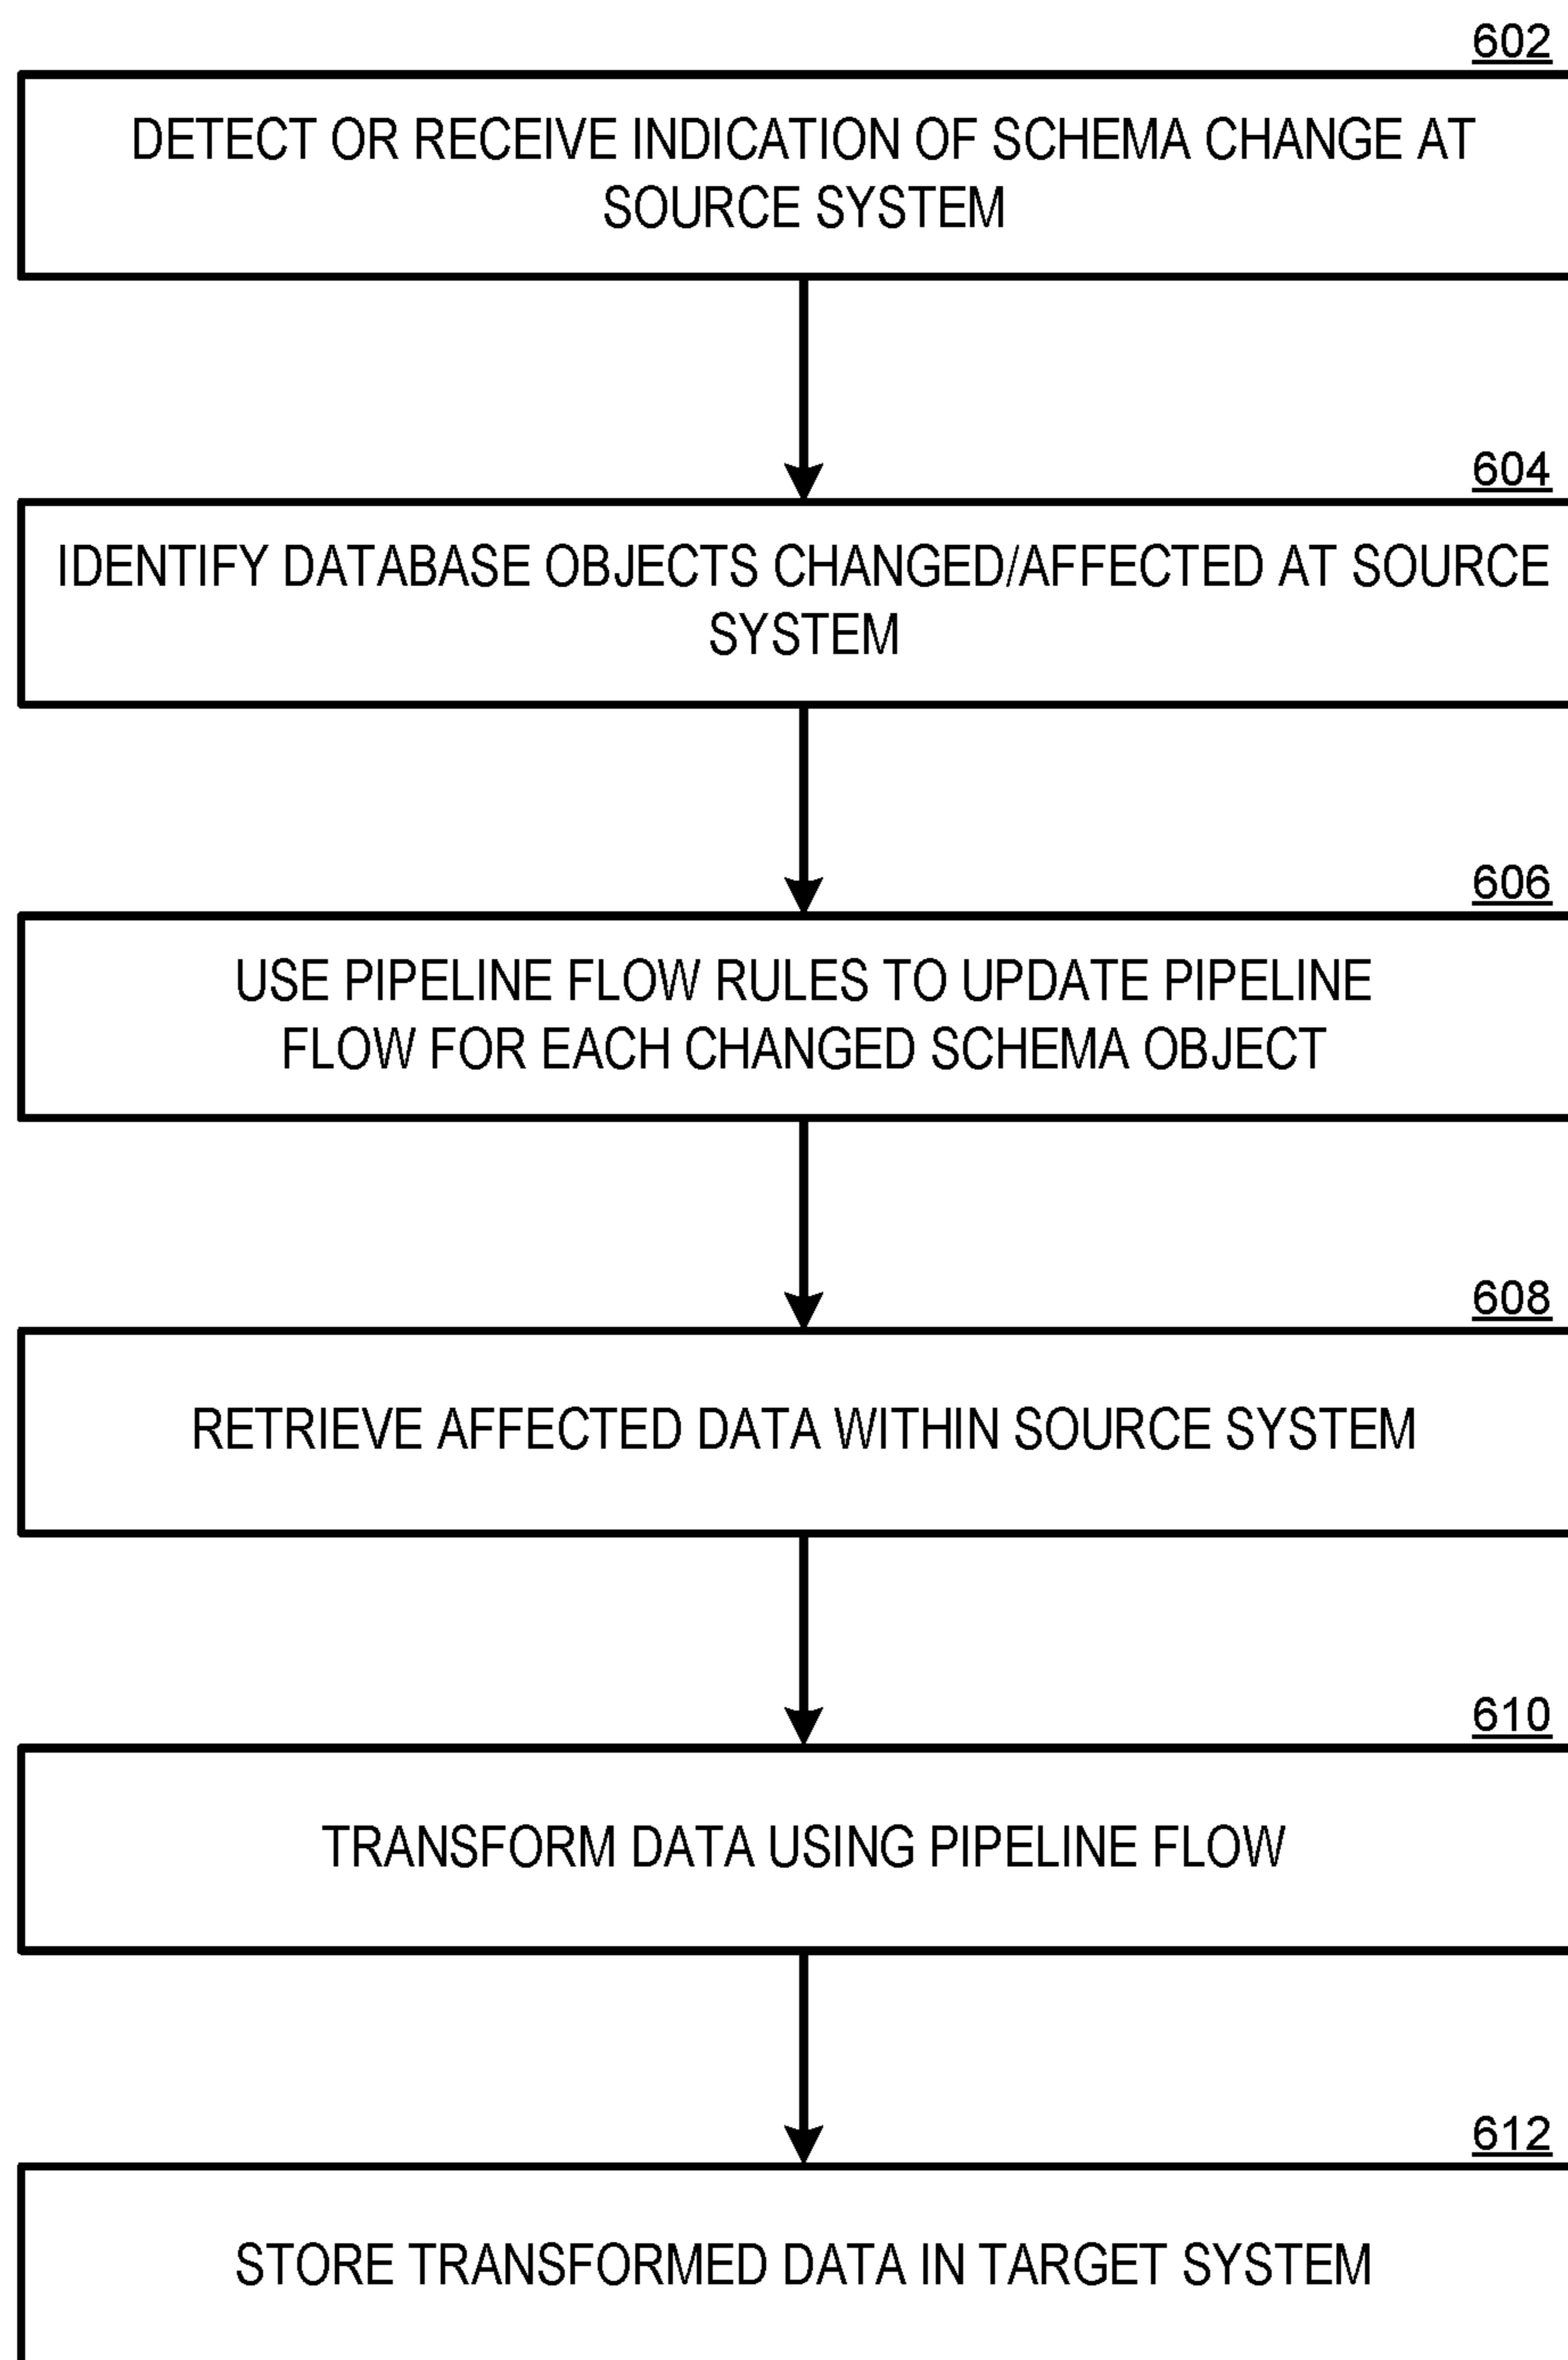 602
DETECT OR RECEIVE INDICATION OF SCHEMA CHANGE AT
SOURCE SYSTEM
604
IDENTIFY DATABASE OBJECTS CHANGED/AFFECTED AT SOURCE
SYSTEM
606
USE PIPELINE FLOW RULES TO UPDATE PIPELINE
FLOW FOR EACH CHANGED SCHEMA OBJECT
608
RETRIEVE AFFECTED DATA WITHIN SOURCE SYSTEM
610
TRANSFORM DATA USING PIPELINE FLOW
612
STORE TRANSFORMED DATA IN TARGET SYSTEM